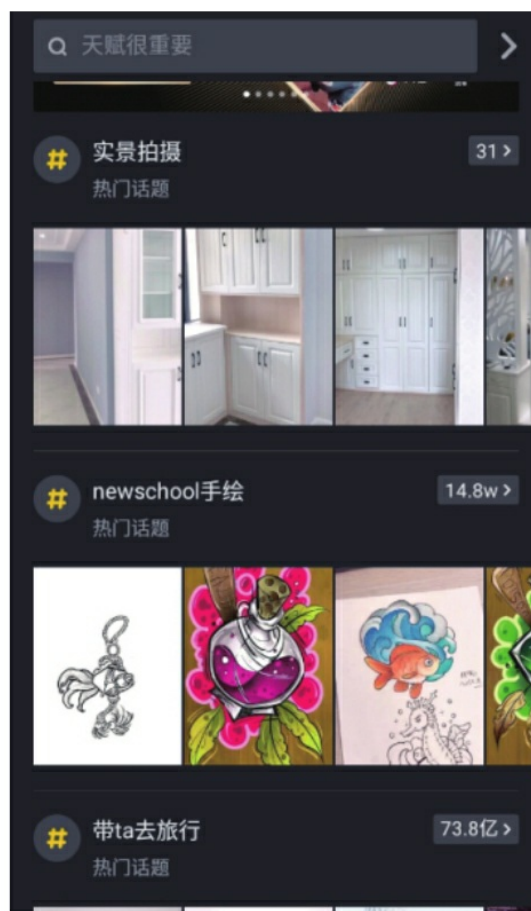 天赋很重要
#
实景拍摄
31 >
热门话题
#
newschool手绘
14.8w >
热门话题
#
带ta去旅行
73.8亿 >
热门话题